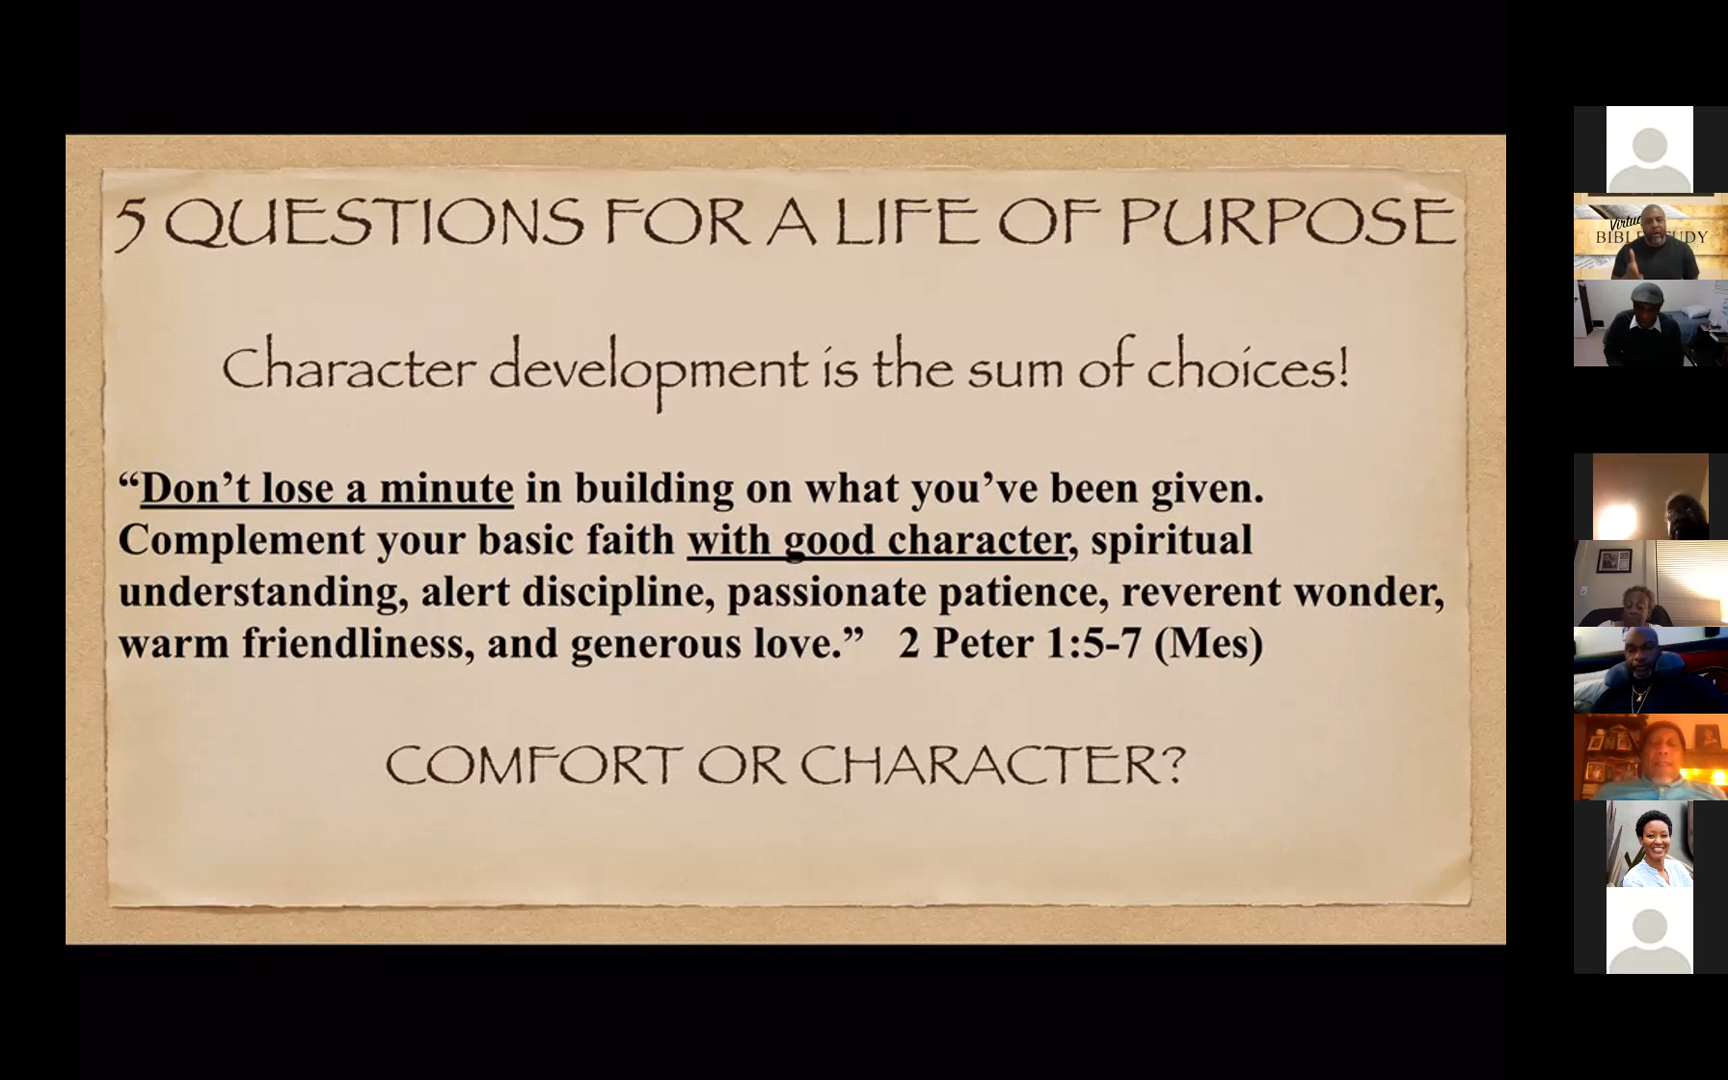 5 QUESTIONS FOR A LIFE OF PURPOSE
Character development is the sum of choices!
“Don’t lose a minute in building on what you’ve been given.
Complement your basic faith with good character, spiritual
understanding, alert discipline, passionate patience, reverent wonder,
warm friendliness, and generous love.” 2 Peter 1:5-7 (Mes)
COMFORT OR CHARACTER?